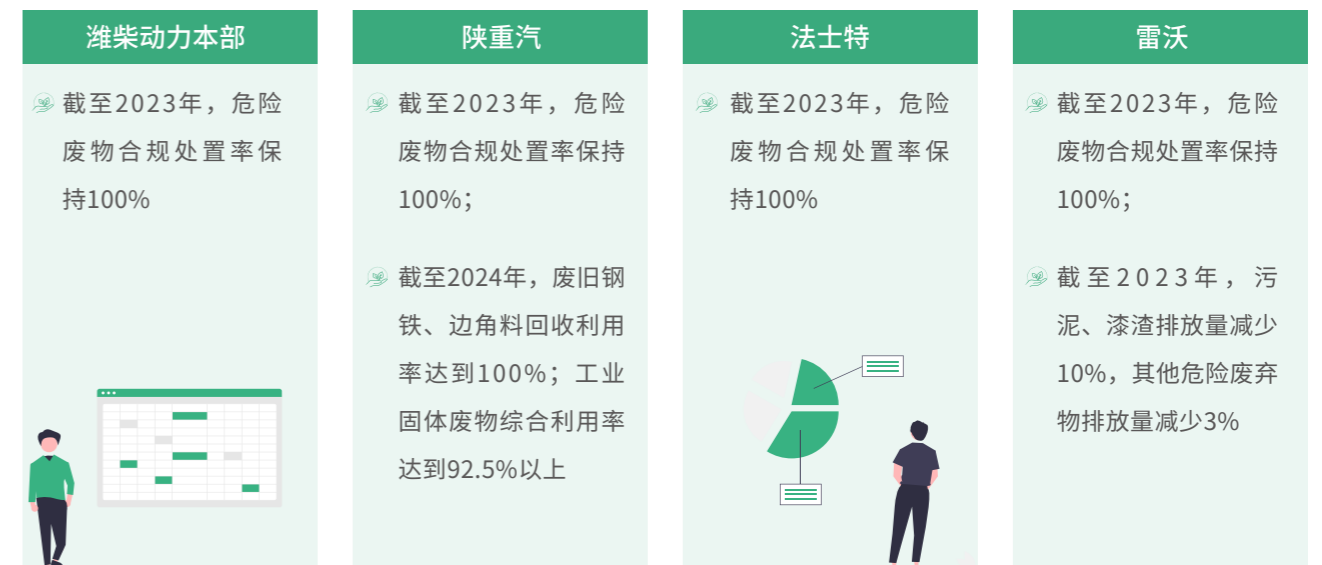 潍柴动力本部
截至2023年，危险
废物合规处置率保
持100%
陕重汽
截至2023年，危险
废物合规处置率保持
100%；
截至2024年，废旧钢
铁、边角料回收利用
率达到100%；工业
固体废物综合利用率
达到92.5%以上
法士特
截至2023年，危险
废物合规处置率保
持100%
雷沃
截至2023年，危险
废物合规处置率保持
100%；
截至2023年，污
泥、漆渣排放量减少
10%，其他危险废弃
物排放量减少3%